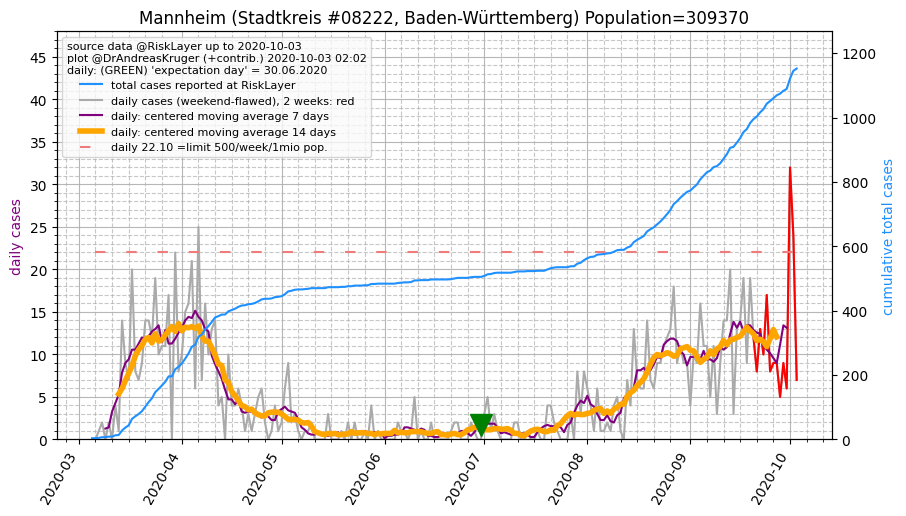 Mannheim (Stadtkreis #08222, Baden-Württemberg) Population=309370
source data @RiskLayer up to 2020-10-03
plot @DrAndreasKruger (+contrib.) 2020-10-03 02:02
daily: (GREEN) 'expectation day' = 30.06.2020
total cases reported at RiskLayer
daily cases (weekend-flawed), 2 weeks: red
daily: centered moving average 7 days
daily: centered moving average 14 days
daily 22.10 =limit 500/week/1mio pop.
daily cases
45
40
35
30
25
20
15
10
5
0
cumulative total cases
1200
1000
800
600
400
200
0
2020-03
2020-04
2020-05
2020-06
2020-07
2020-08
2020-09
2020-10